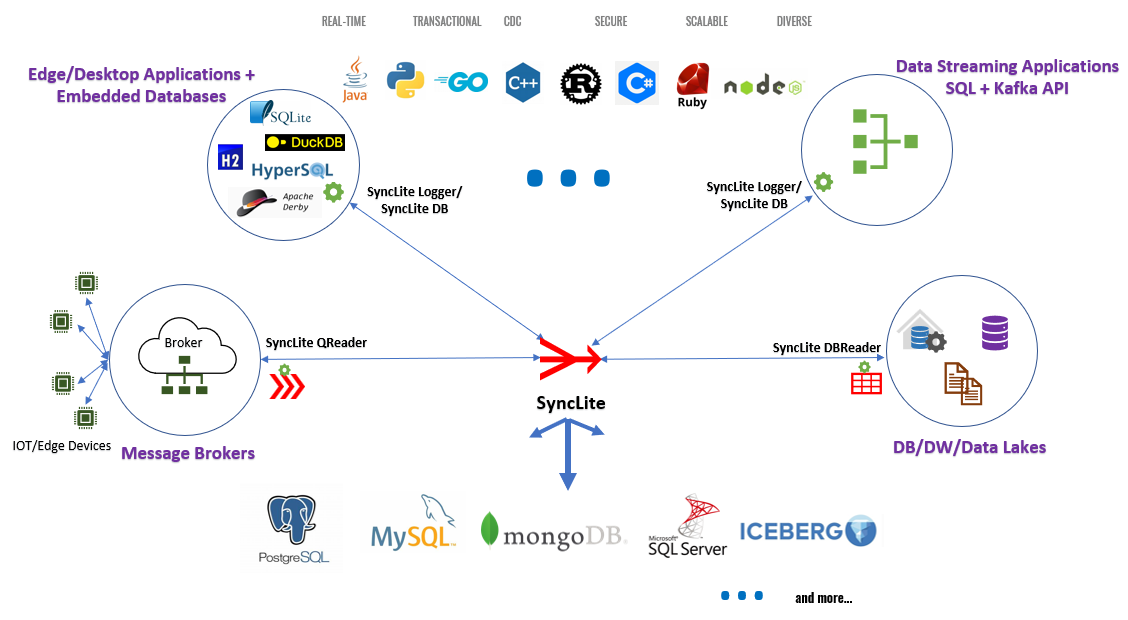 REAL-TIME TRANSACTIONAL CDC SECURE SCALABLE DIVERSE
Edge/Desktop Applications +
Embedded Databases
Java
GO
C++
R
C#
Ruby
node
JS
Data Streaming Applications
SQL + Kafka API
SQLite
DuckDB
H2
HyperSQL
Apache
Derby
SyncLite Logger/
SyncLite DB
SyncLite Logger/
SyncLite DB
Broker
SyncLite QReader
SyncLite DBReader
SyncLite
IOT/Edge Devices
Message Brokers
DB/DW/Data Lakes
PostgreSQL
MySQL™
mongoDB®
Microsoft®
SQL Server
ICEBERG
and more...